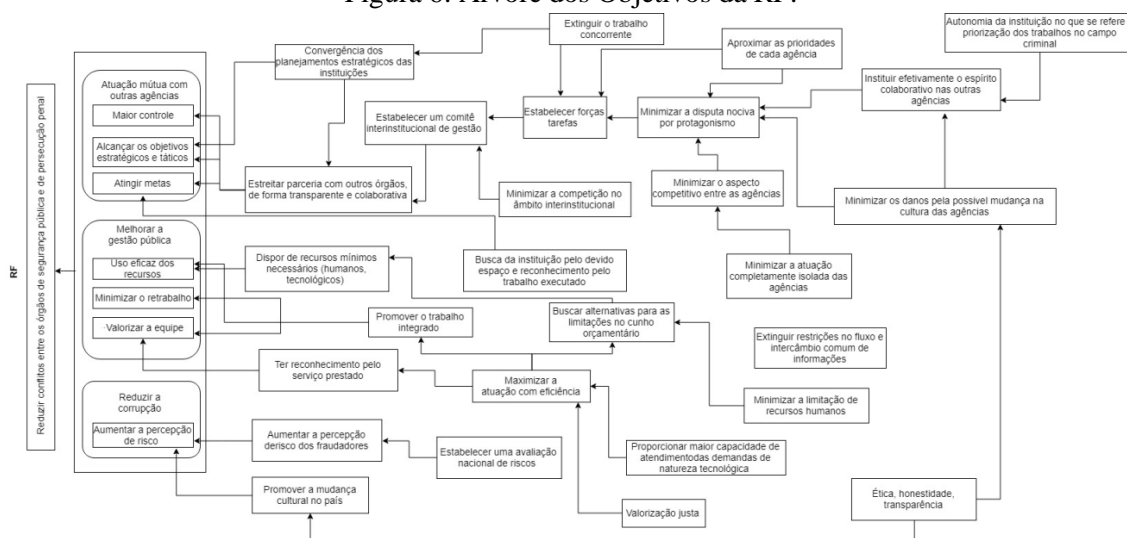 Figura 6: Árvore dos Objetivos da RF.
Extinguir o trabalho
concorrente
Autonomia da instituição no que se refere
priorização dos trabalhos no campo
criminal
Convergência dos
planejamentos estratégicos das
instituições
Aproximar as prioridades
de cada agência
Atuação mútua com
outras agências
Maior controle
Alcançar os objetivos
estratégicos e táticos
Atingir metas
Instituir efetivamente o espírito
colaborativo nas outras
agências
Estabelecer um comitê
interinstitucional de gestão
Estabelecer forças
tarefas
Minimizar a disputa nociva
por protagonismo
Estreitar parceria com outros órgãos,
de forma transparente e colaborativa
Minimizar a competição no
âmbito interinstitucional
Minimizar o aspecto
competitivo entre as agências
Minimizar os danos pela possivel mudança na
cultura das agências
RF
Reduzir conflitos entre os órgãos de segurança pública e de persecução penal
Melhorar a
gestão pública
Uso eficaz dos
recursos
Minimizar o retrabalho
Valorizar a equipe
Dispor de recursos mínimos
necessários (humanos,
tecnológicos)
Busca da instituição pelo devido
espaço e reconhecimento pelo
trabalho executado
Minimizar a atuação
completamente isolada das
agências
Promover o trabalho
integrado
Buscar alternativas para as
limitações no cunho
orçamentário
Extinguir restrições no fluxo e
intercâmbio comum de
informações
Ter reconhecimento pelo
serviço prestado
Maximizar a
atuação com eficiência
Minimizar a limitação de
recursos humanos
Reduzir a
corrupção
Aumentar a percepção
de risco
Aumentar a percepção
derisco dos fraudadores
Estabelecer uma avaliação
nacional de riscos
Proporcionar maior capacidade de
atendimentodas demandas de
natureza tecnológica
Promover a mudança
cultural no país
Valorização justa
Ética, honestidade,
transparência